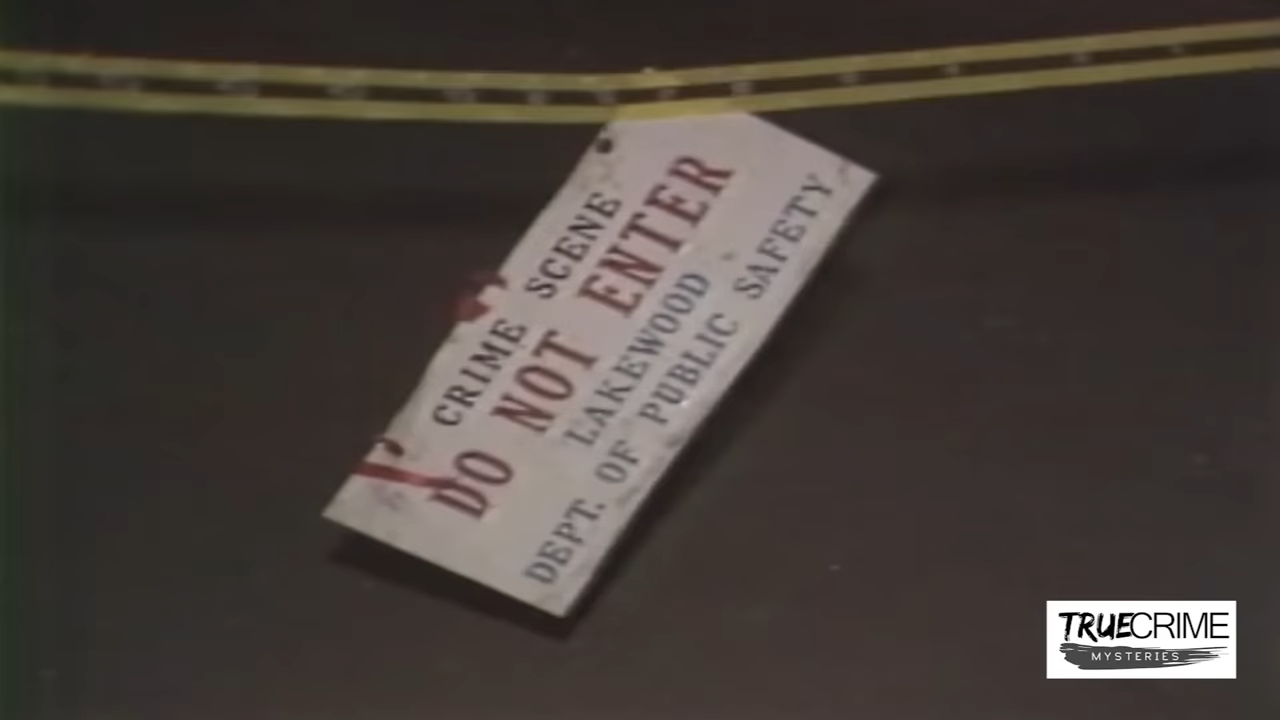 CRIME SCENE
DO NOT ENTER
LAKEWOOD
DEPT. OF PUBLIC SAFETY
TRUECRIME
MYSTERIES